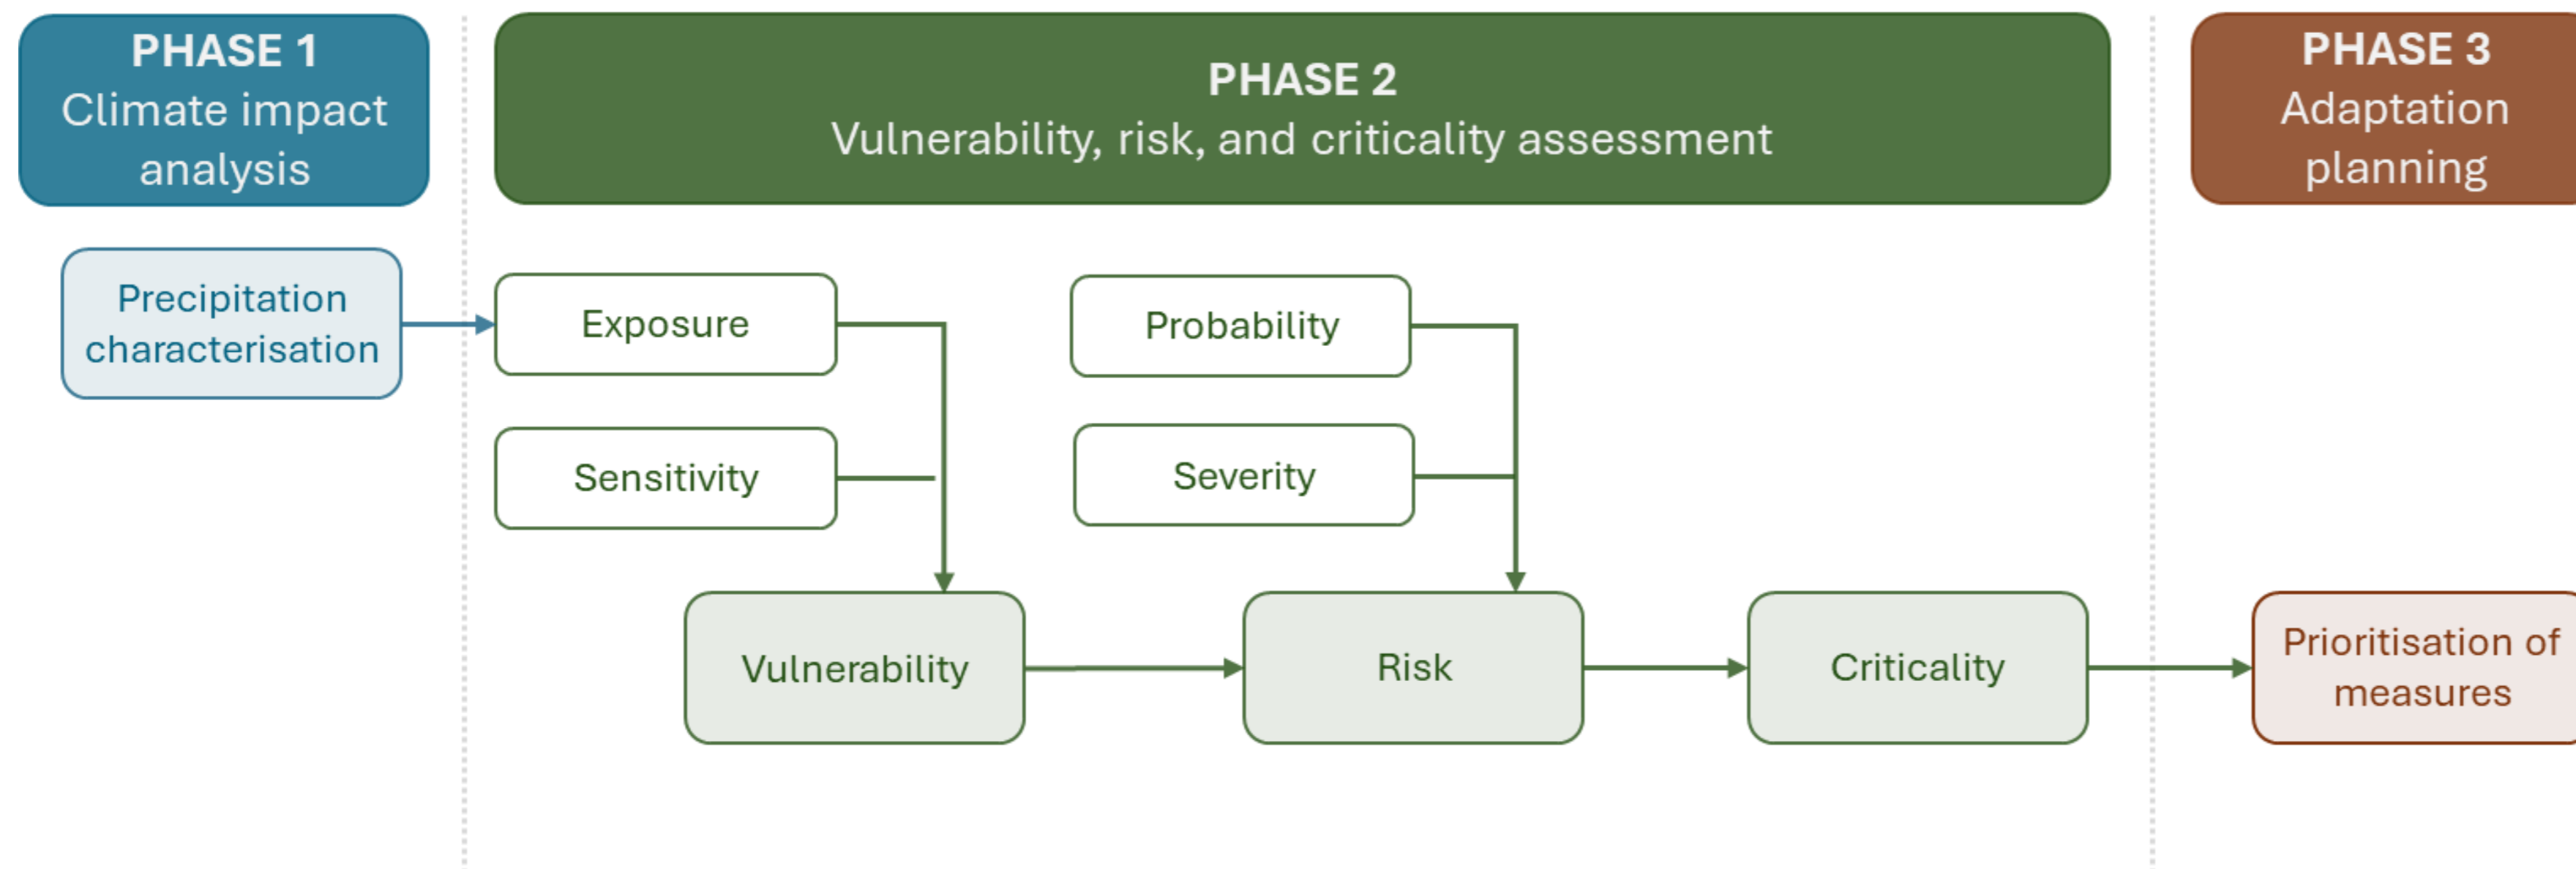 PHASE 1
Climate impact
analysis
PHASE 2
Vulnerability, risk, and criticality assessment
PHASE 3
Adaptation
planning
Precipitation
characterisation
Exposure
Sensitivity
Probability
Severity
Vulnerability
Risk
Criticality
Prioritisation of
measures